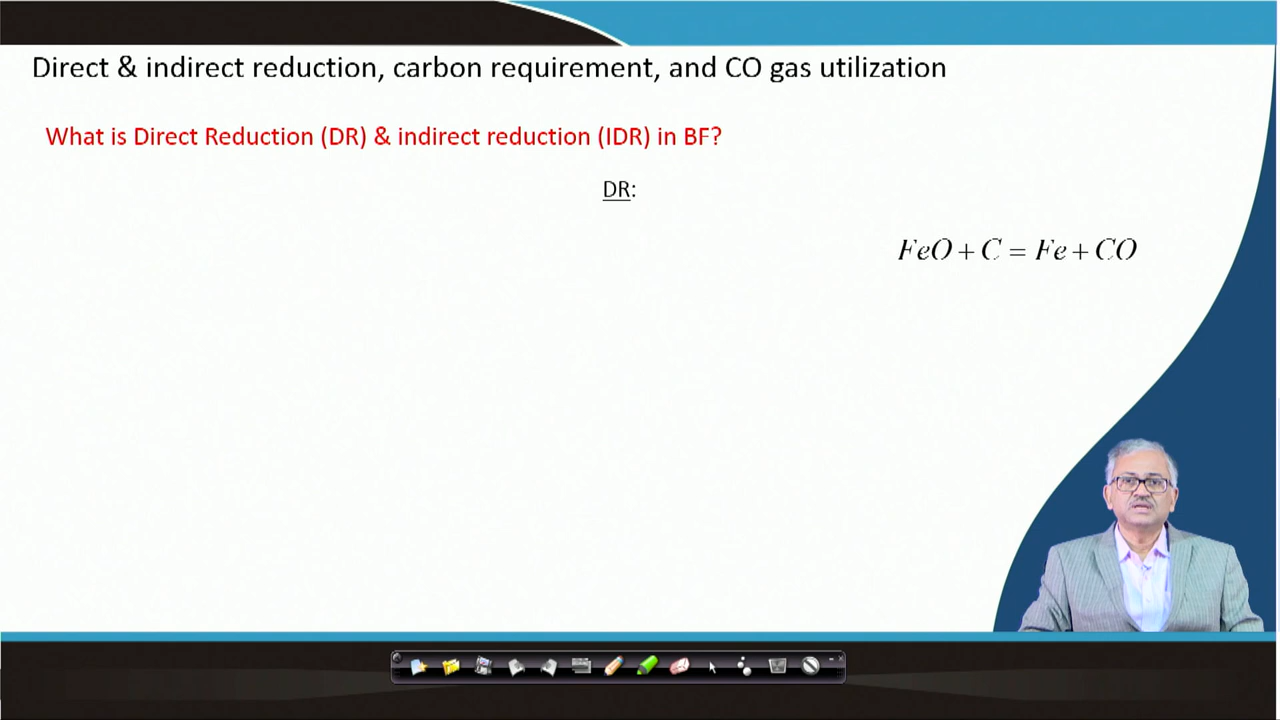 Direct & indirect reduction, carbon requirement, and CO gas utilization
What is Direct Reduction (DR) & indirect reduction (IDR) in BF?
DR:
FeO + C = Fe + CO